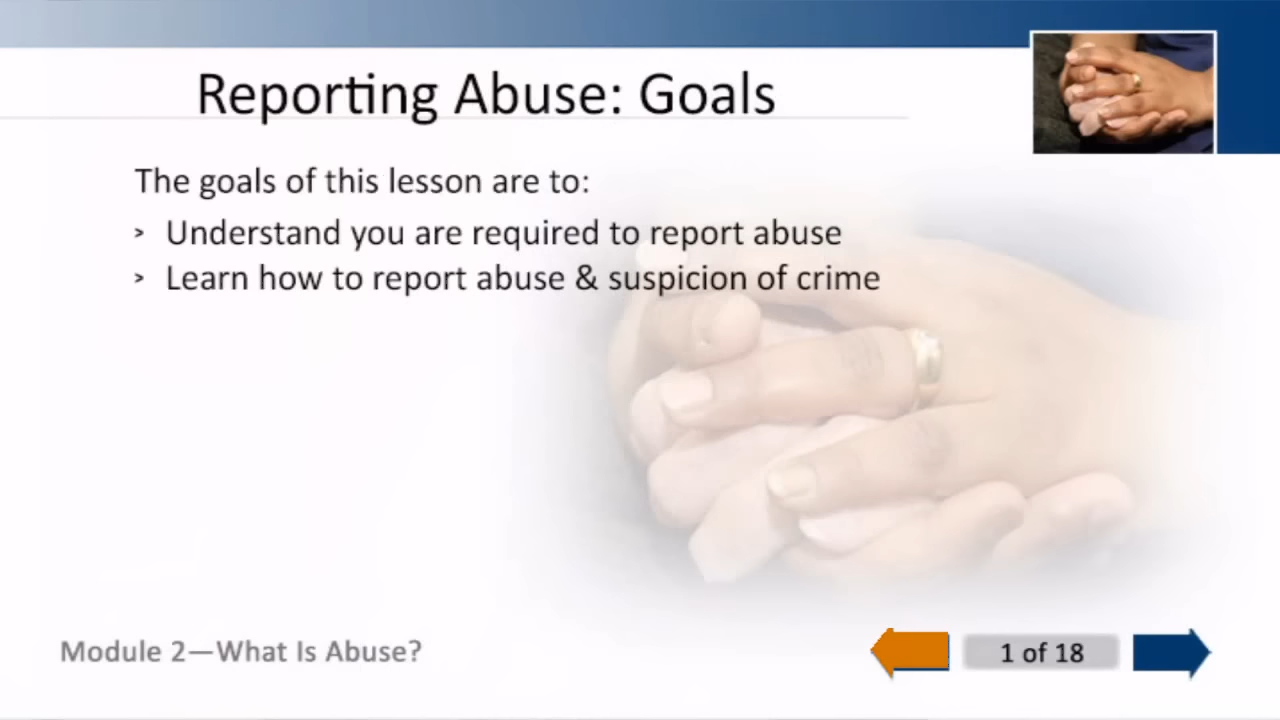 Reporting Abuse: Goals
The goals of this lesson are to:
> Understand you are required to report abuse
> Learn how to report abuse & suspicion of crime
Module 2—What Is Abuse?
1 of 18